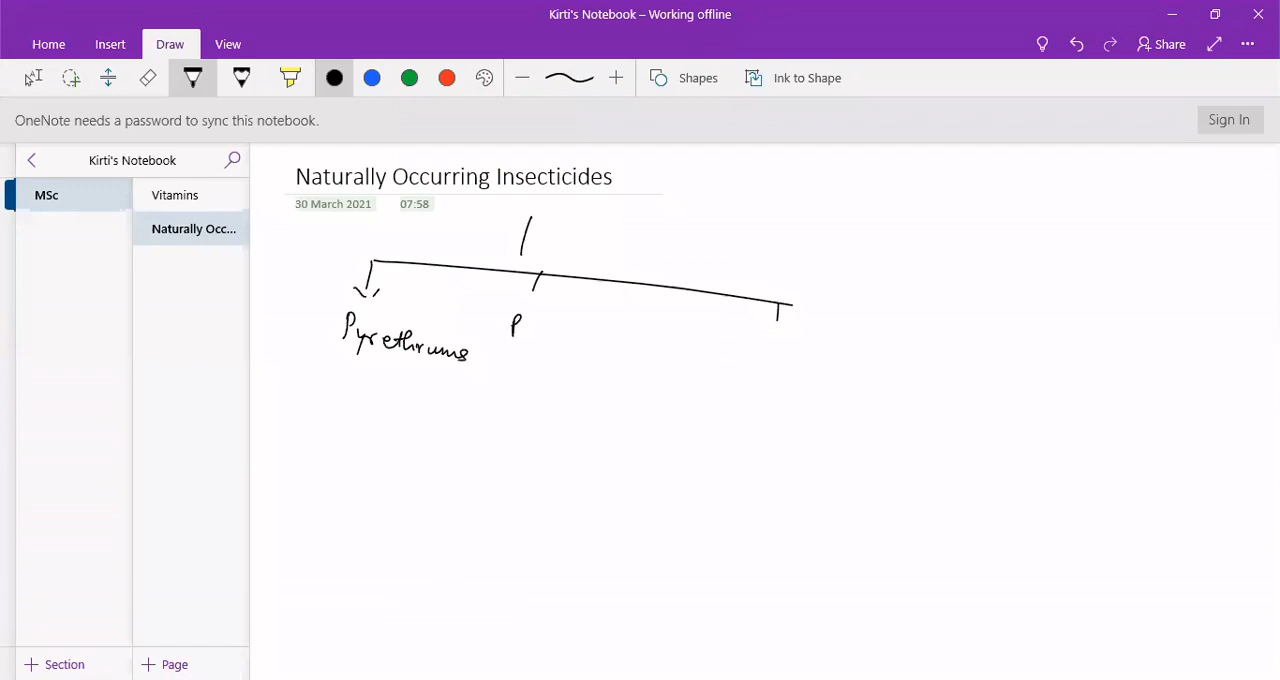 Kirti's Notebook – Working offline
Home Insert Draw View Share
Shapes Ink to Shape
OneNote needs a password to sync this notebook. Sign In
Kirti's Notebook
MSc
Vitamins
Naturally Occ...
Naturally Occurring Insecticides
30 March 2021 07:58
Pyrethrums P
+ Section + Page